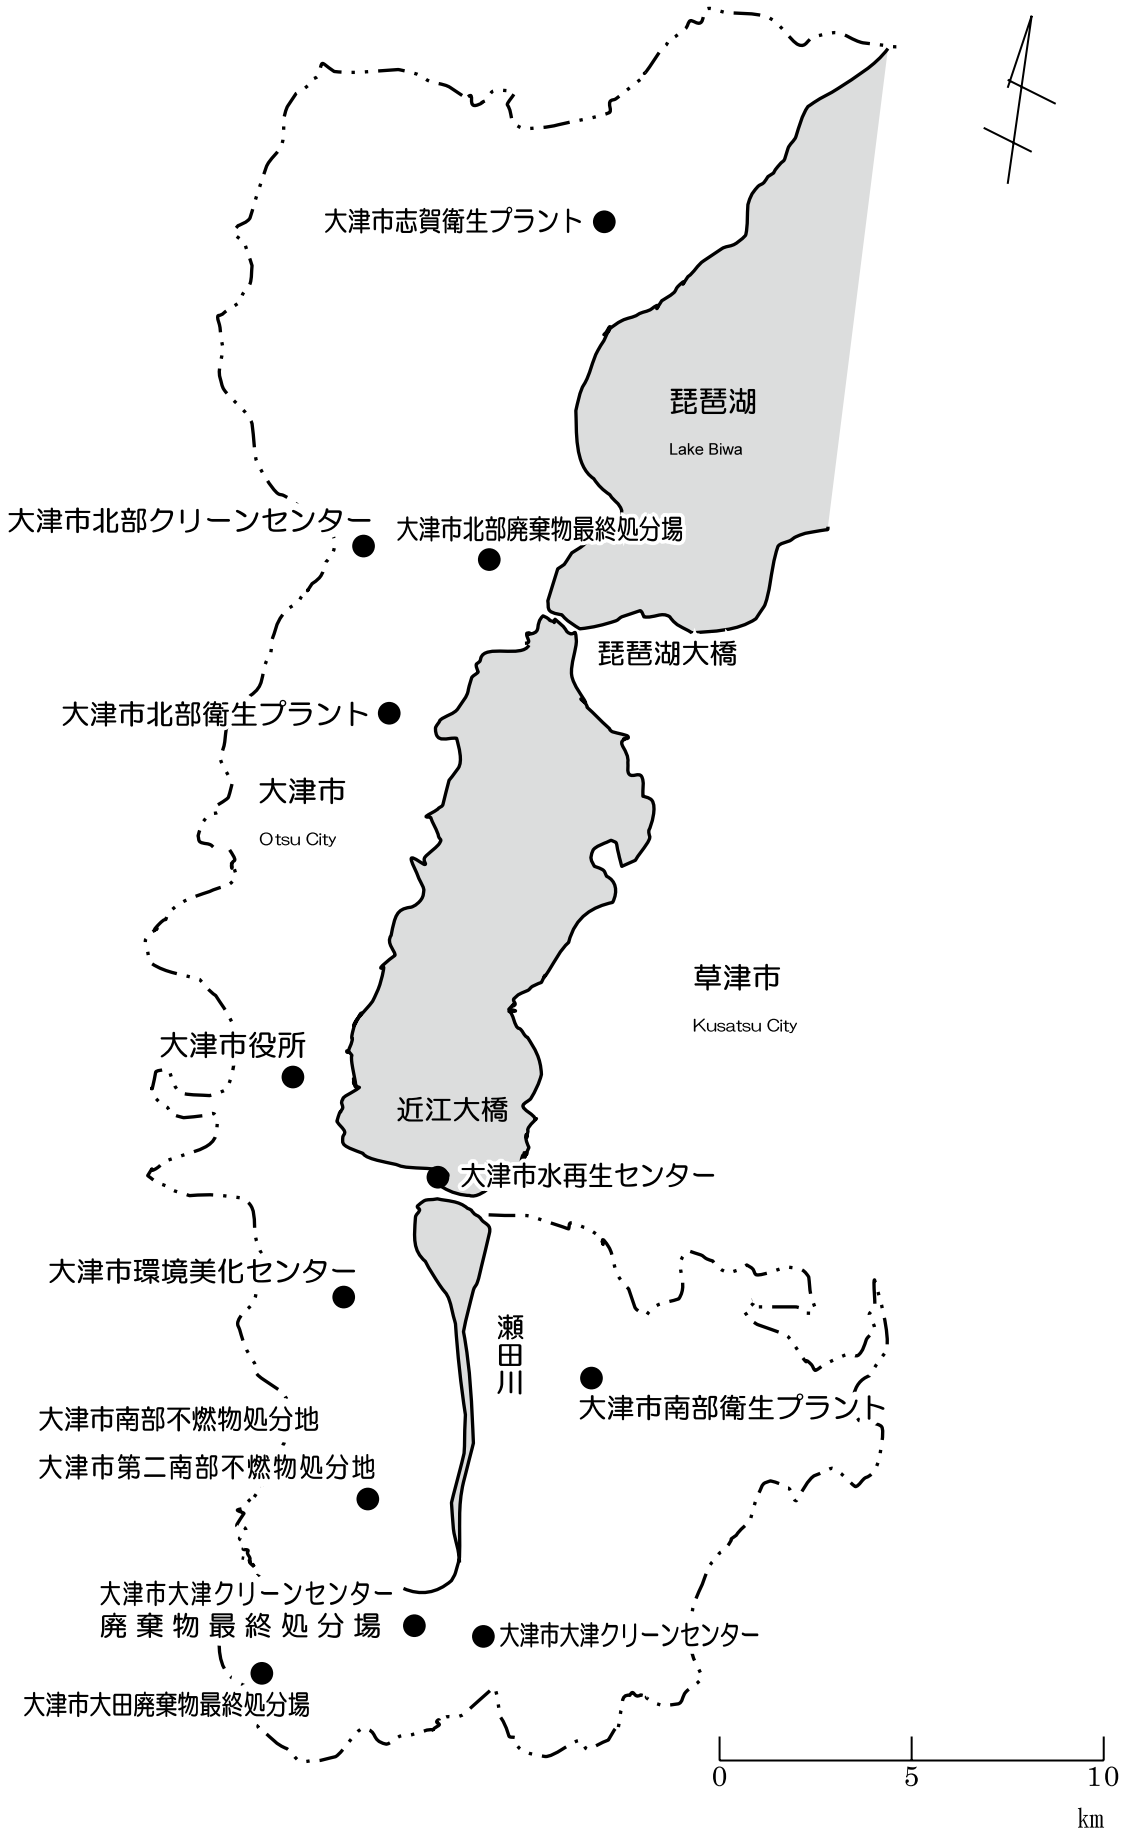 大津市志賀衛生プラント
琵琶湖
Lake Biwa
大津市北部クリーンセンター
大津市北部廃棄物最終処分場
琵琶湖大橋
大津市北部衛生プラント
大津市
Otsu City
草津市
Kusatsu City
大津市役所
近江大橋
大津市水再生センター
大津市環境美化センター
瀬田川
大津市南部衛生プラント
大津市南部不燃物処分地
大津市第二南部不燃物処分地
大津市大津クリーンセンター
廃棄物最終処分場
大津市大津クリーンセンター
大津市大田廃棄物最終処分場
0 5 10
km